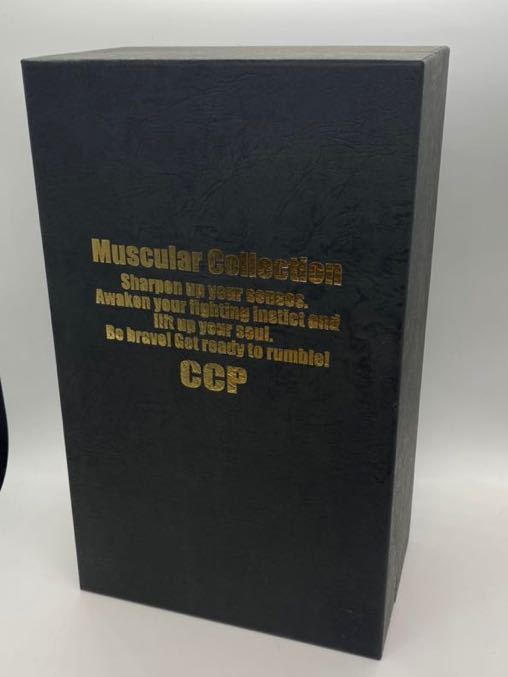 Muscular Collection
Sharpen up your senses.
Awaken your fighting instict and
lift up your soul.
Be brave! Get ready to rumble!
CCP